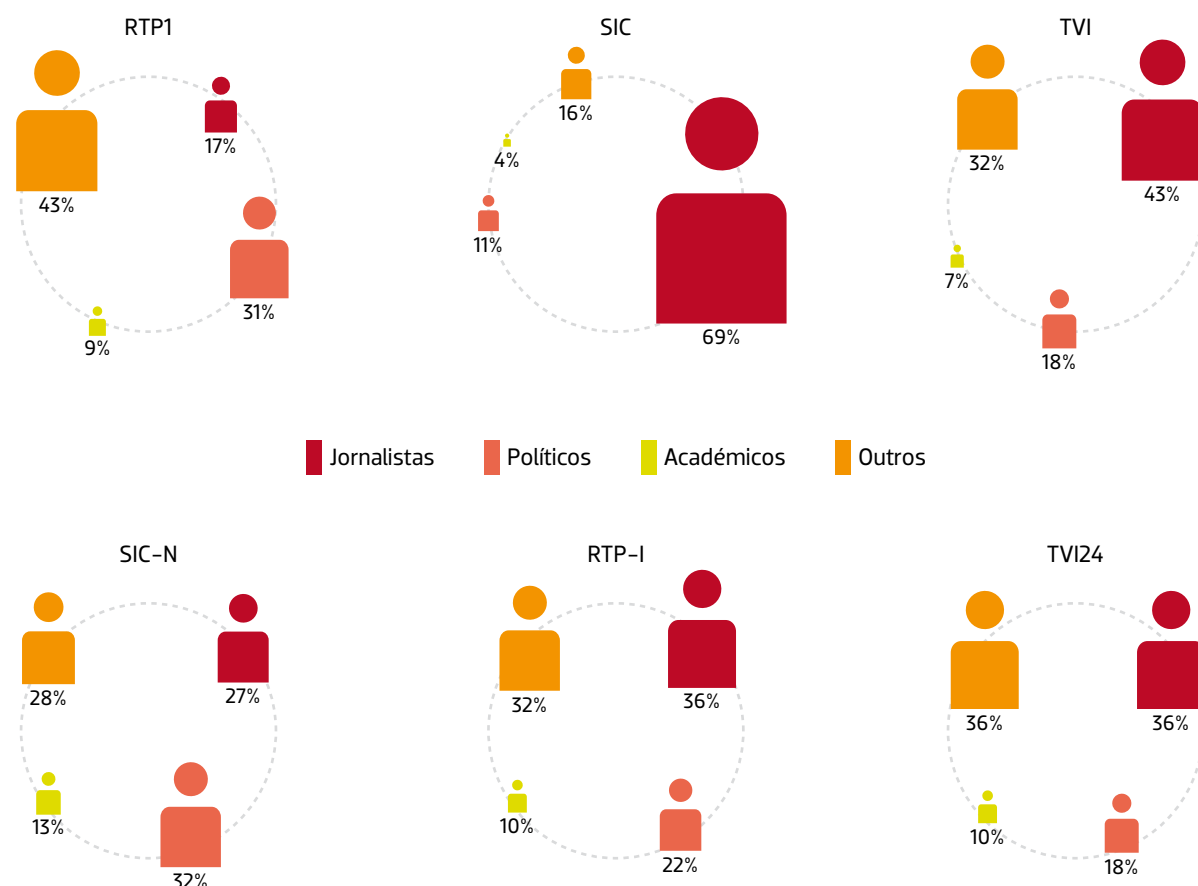 RTP1
SIC
TVI
43%
17%
31%
9%
16%
4%
11%
69%
32%
43%
7%
18%
Jornalistas
Políticos
Académicos
Outros
SIC-N
RTP-I
TVI24
28%
27%
13%
32%
32%
36%
10%
22%
36%
36%
10%
18%